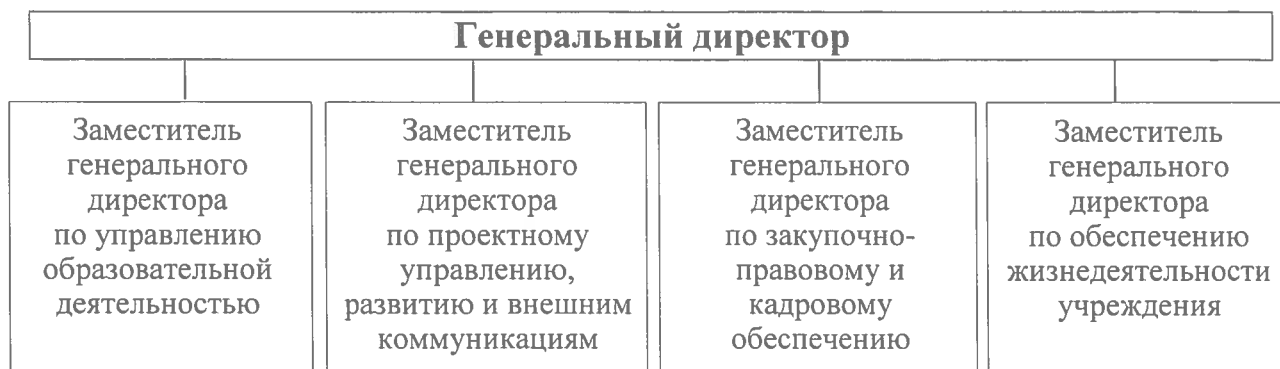 Генеральный директор
Заместитель
генерального
директора
по управлению
образовательной
деятельностью
Заместитель
генерального
директора
по проектному
управлению,
развитию и внешним
коммуникациям
Заместитель
генерального
директора
по закупочно-
правовому и
кадровому
обеспечению
Заместитель
генерального
директора
по обеспечению
жизнедеятельности
учреждения